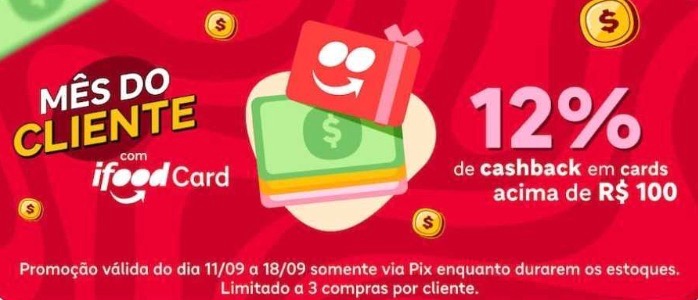 MÊS DO
CLIENTE
com
ifood Card
12%
de cashback em cards
acima de R$ 100
Promoção válida do dia 11/09 a 18/09 somente via Pix enquanto durarem os estoques.
Limitado a 3 compras por cliente.